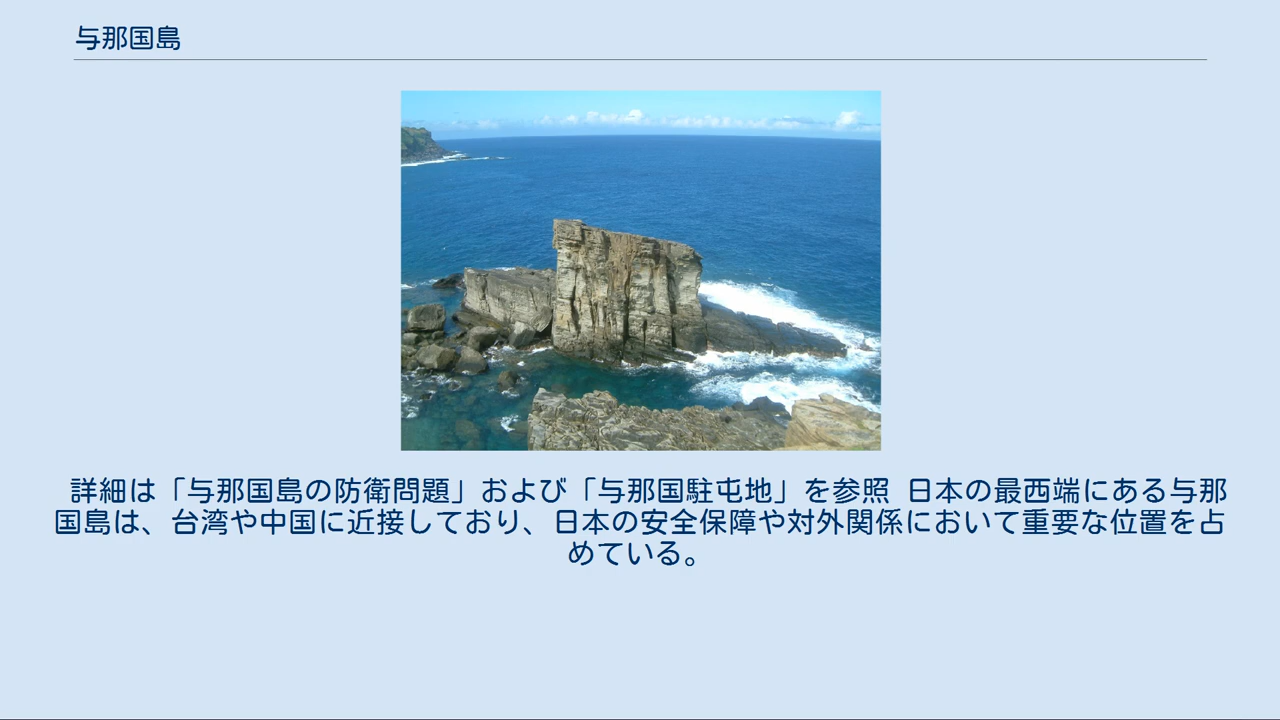 与那国島
詳細は「与那国島の防衛問題」および「与那国駐屯地」を参照 日本の最西端にある与那
国島は、台湾や中国に近接しており、日本の安全保障や対外関係において重要な位置を占
めている。